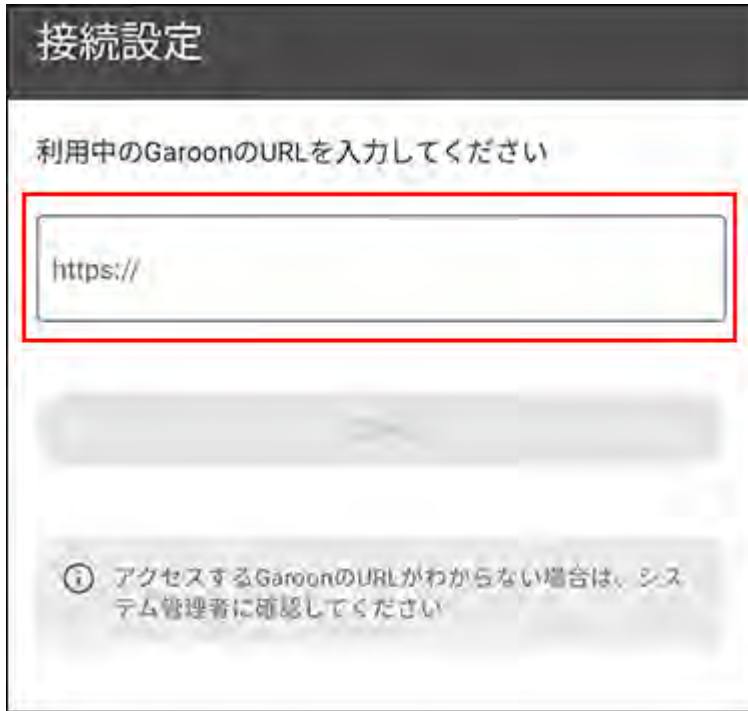 接続設定
利用中のGaroonのURLを入力してください
https://
アクセスするGaroonのURLがわからない場合は、シス
テム管理者に確認してください